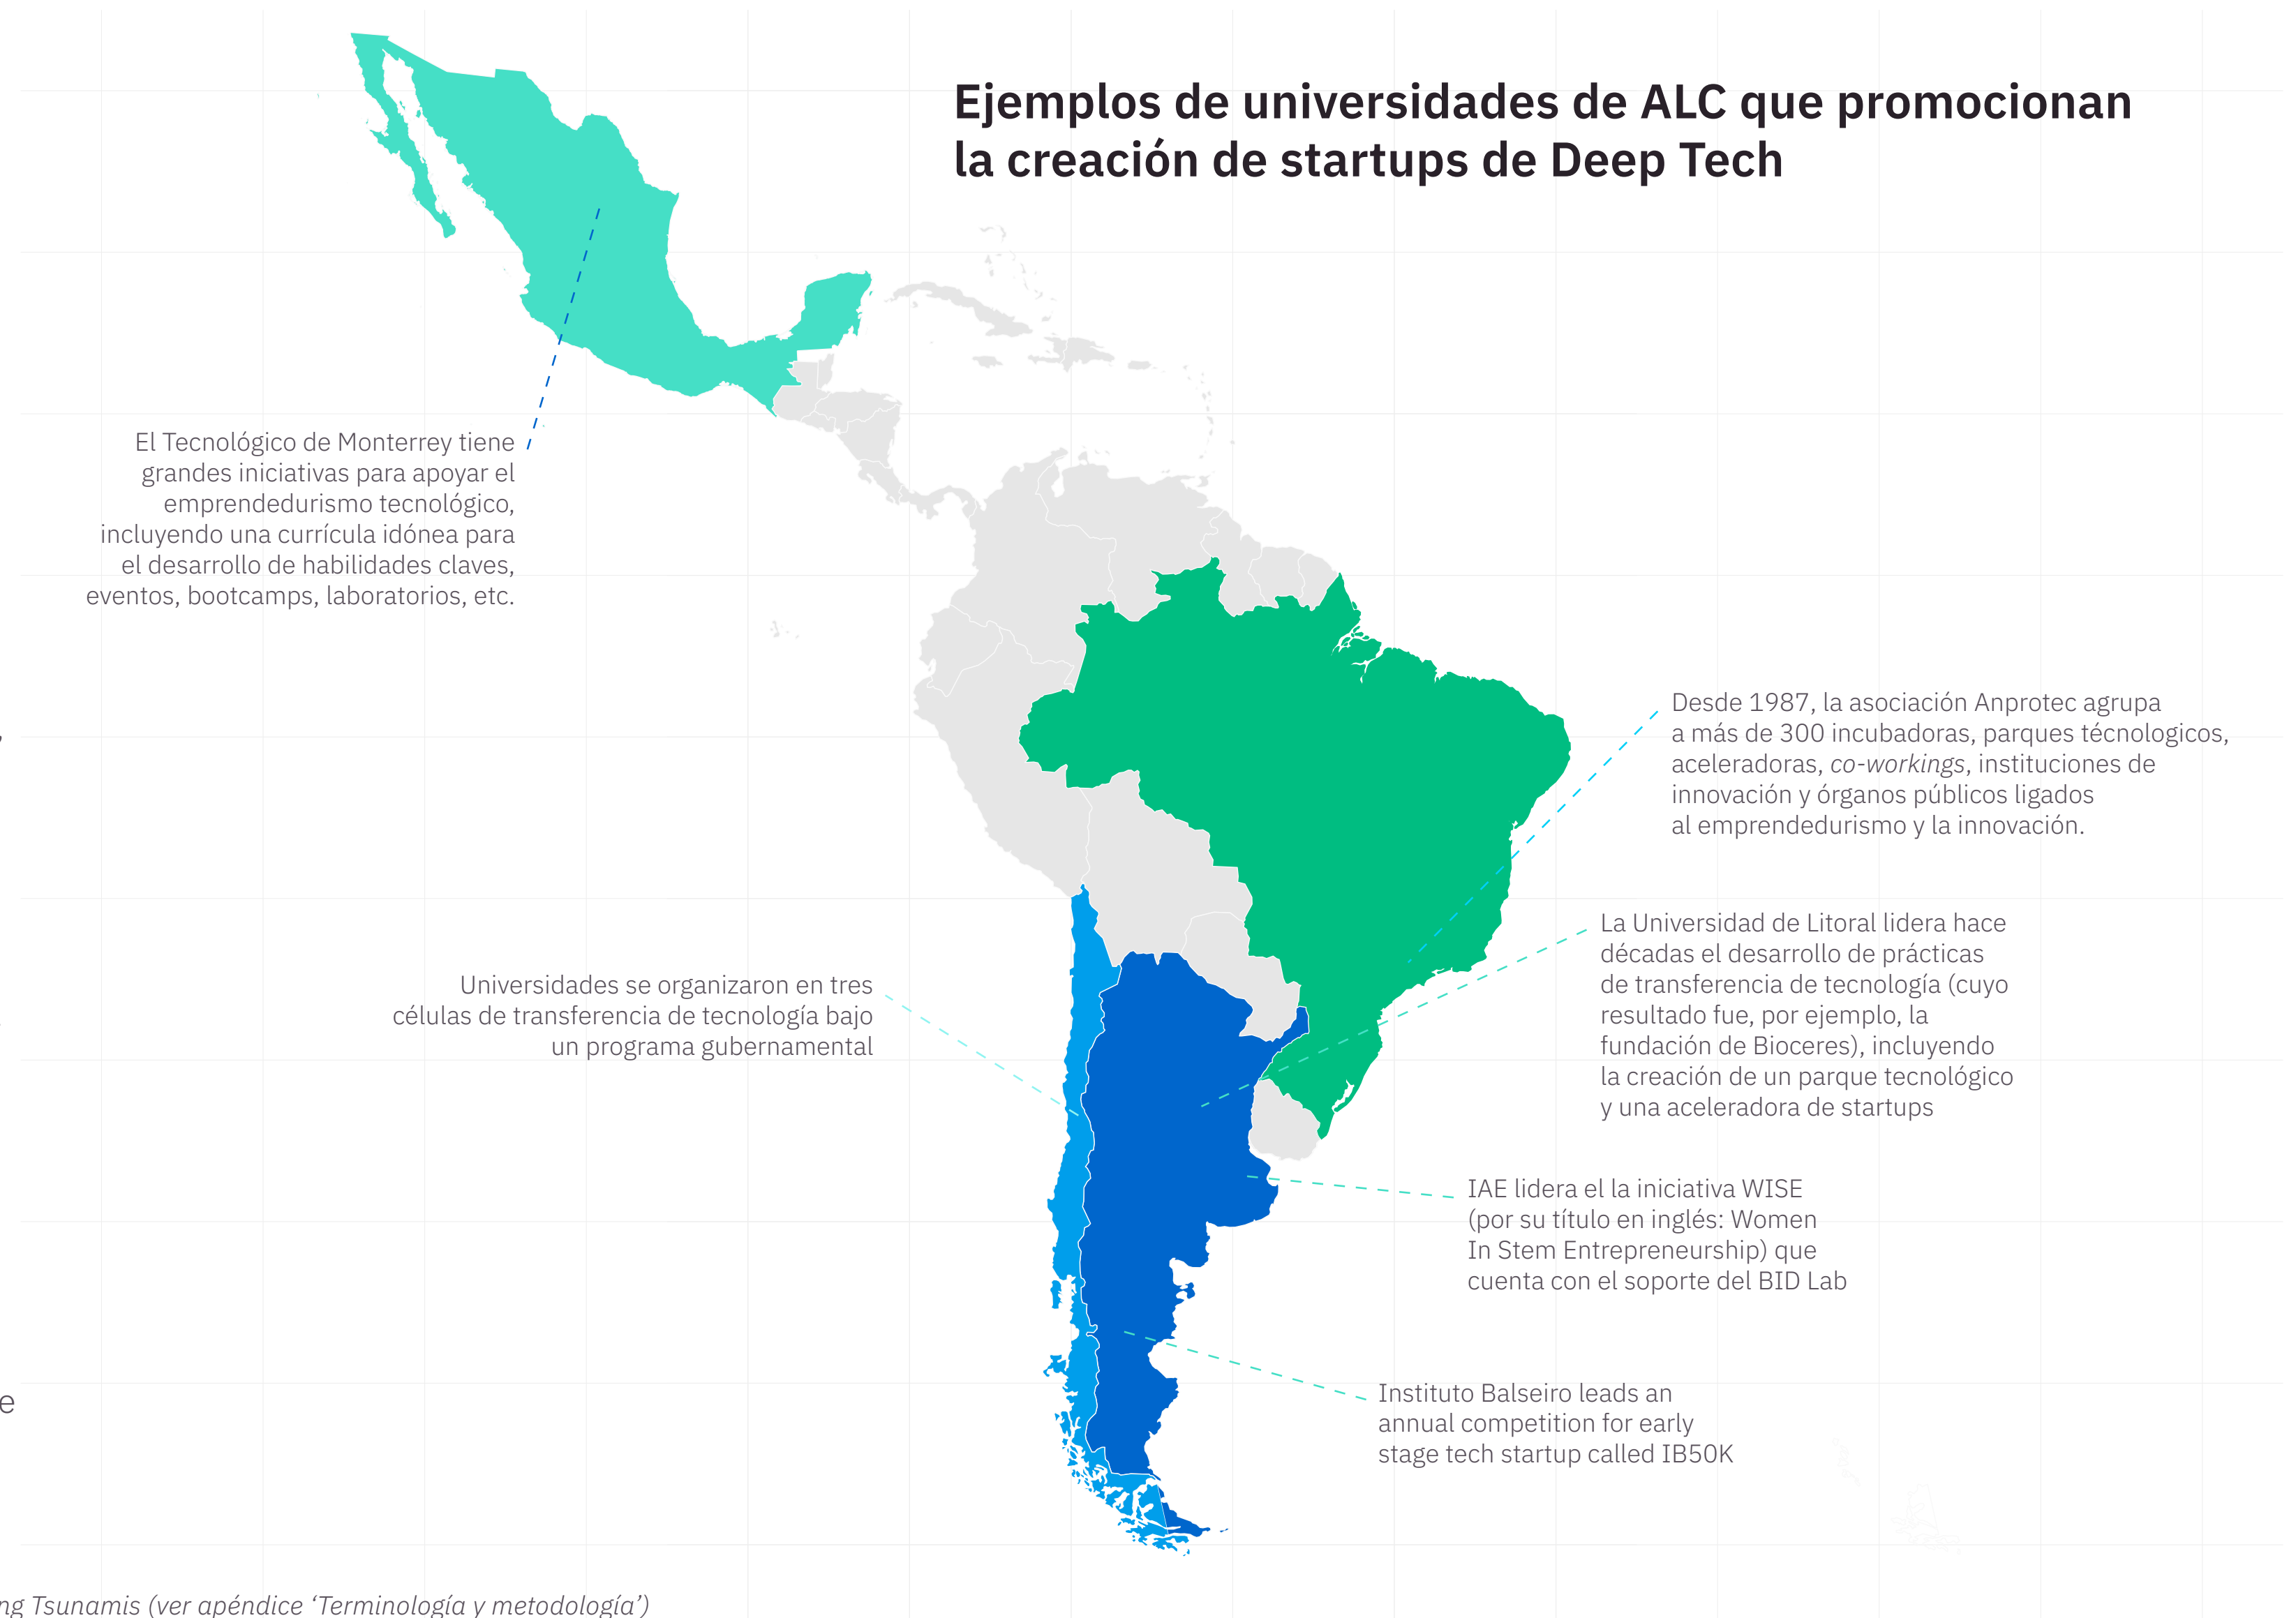 Ejemplos de universidades de ALC que promocionan
la creación de startups de Deep Tech
El Tecnológico de Monterrey tiene
grandes iniciativas para apoyar el
emprendedurismo tecnológico,
incluyendo una currícula idónea para
el desarrollo de habilidades claves,
eventos, bootcamps, laboratorios, etc.
Desde 1987, la asociación Anprotec agrupa
a más de 300 incubadoras, parques técnologicos,
aceleradoras, co-workings, instituciones de
innovación y órganos públicos ligados
al emprendedurismo y la innovación.
La Universidad de Litoral lidera hace
décadas el desarrollo de prácticas
de transferencia de tecnología (cuyo
resultado fue, por ejemplo, la
fundación de Bioceres), incluyendo
la creación de un parque tecnológico
y una aceleradora de startups
Universidades se organizaron en tres
células de transferencia de tecnología bajo
un programa gubernamental
IAE lidera el la iniciativa WISE
(por su título en inglés: Women
In Stem Entrepreneurship) que
cuenta con el soporte del BID Lab
Instituto Balseiro leads an
annual competition for early
stage tech startup called IB50K
e
ng Tsunamis (ver apéndice ‘Terminología y metodología’)